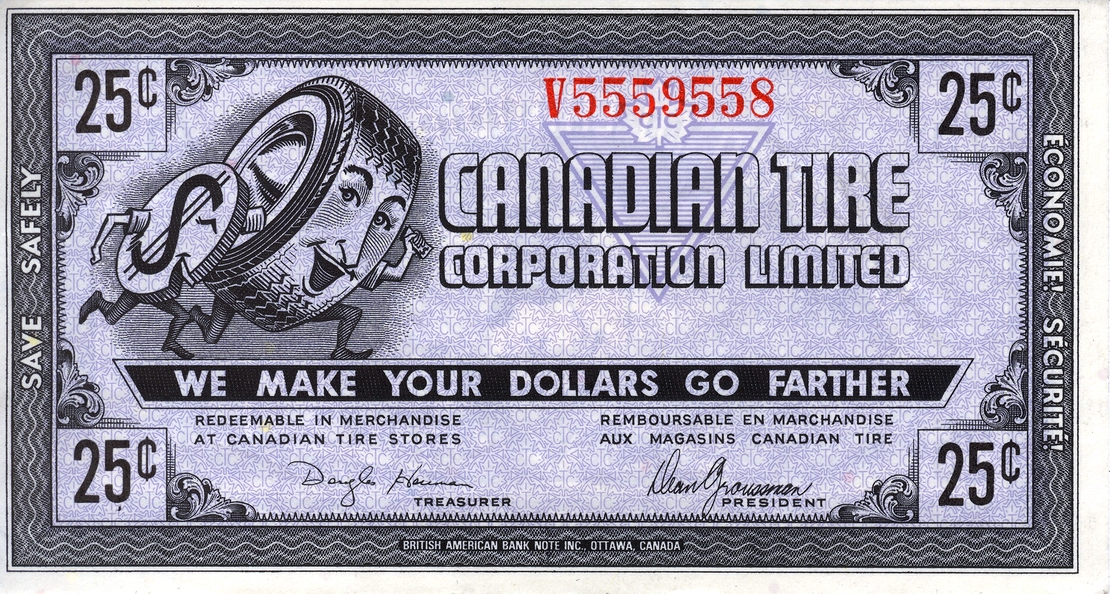 25¢
V5559558
25¢
CANADIAN TIRE
CORPORATION LIMITED
SAVE SAFELY
ÉCONOMIE! SÉCURITÉ!
$
WE MAKE YOUR DOLLARS GO FARTHER
REDEEMABLE IN MERCHANDISE
AT CANADIAN TIRE STORES
REMBOURSABLE EN MARCHANDISE
AUX MAGASINS CANADIAN TIRE
25¢
Dean Groussman
TREASURER
PRESIDENT
25¢
BRITISH AMERICAN BANK NOTE INC., OTTAWA, CANADA